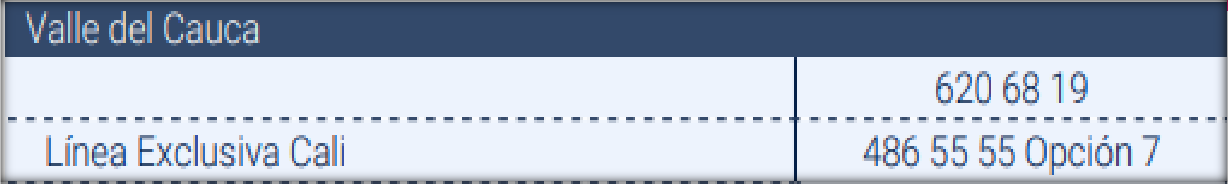 Valle del Cauca
620 68 19
Línea Exclusiva Cali 486 55 55 Opción 7